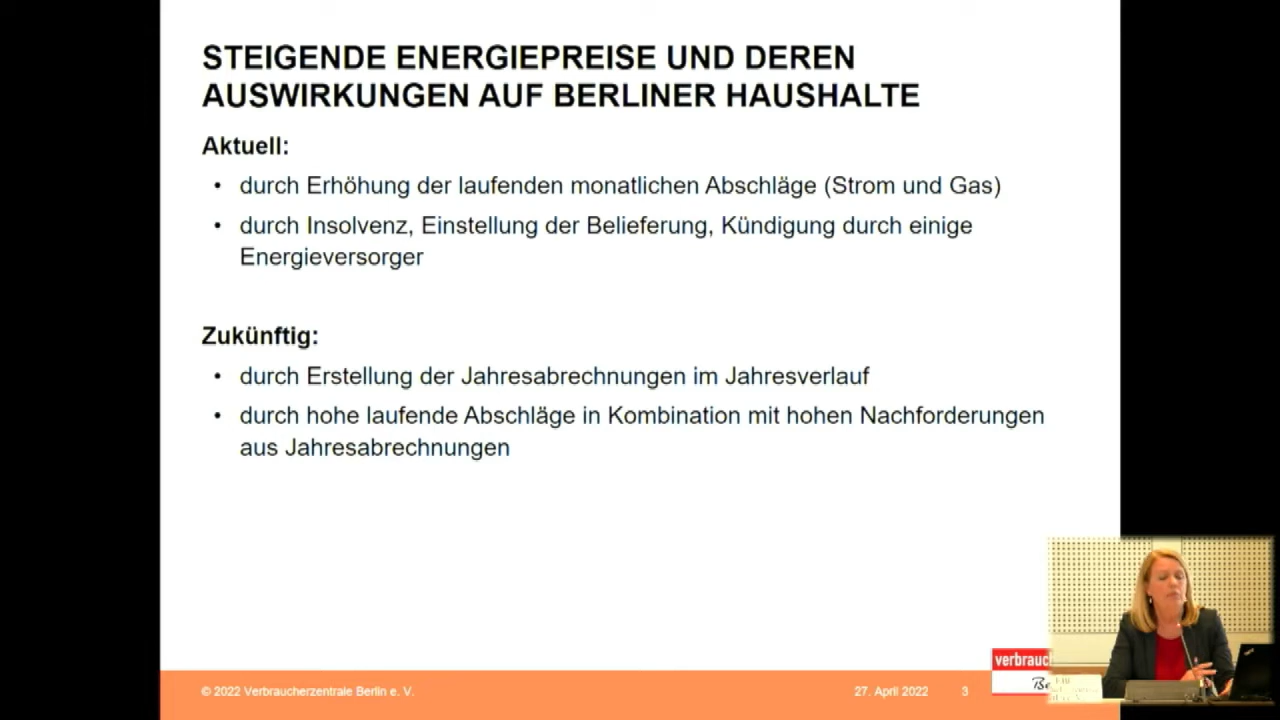 STEIGENDE ENERGIEPREISE UND DEREN
AUSWIRKUNGEN AUF BERLINER HAUSHALTE
Aktuell:
• durch Erhöhung der laufenden monatlichen Abschläge (Strom und Gas)
• durch Insolvenz, Einstellung der Belieferung, Kündigung durch einige
Energieversorger
Zukünftig:
• durch Erstellung der Jahresabrechnungen im Jahresverlauf
• durch hohe laufende Abschläge in Kombination mit hohen Nachforderungen
aus Jahresabrechnungen
verbrauc
Be
© 2022 Verbraucherzentrale Berlin e. V.
27. April 2022
3